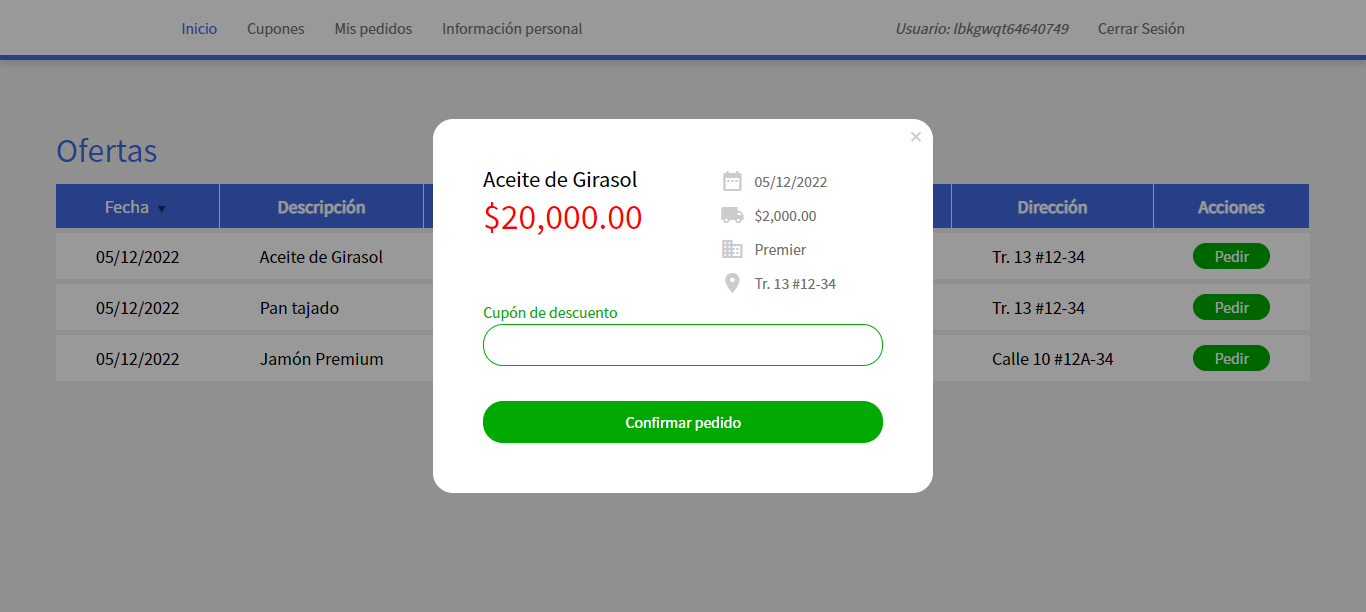 Inicio Cupones Mis pedidos Información personal Usuario: lbkgwqt64640749 Cerrar Sesión
Ofertas
Fecha ▼ Descripción Dirección Acciones
05/12/2022 Aceite de Girasol Tr. 13 #12-34 Pedir
05/12/2022 Pan tajado Tr. 13 #12-34 Pedir
05/12/2022 Jamón Premium Calle 10 #12A-34 Pedir
×
Aceite de Girasol
$20,000.00
05/12/2022
$2,000.00
Premier
Tr. 13 #12-34
Cupón de descuento
Confirmar pedido